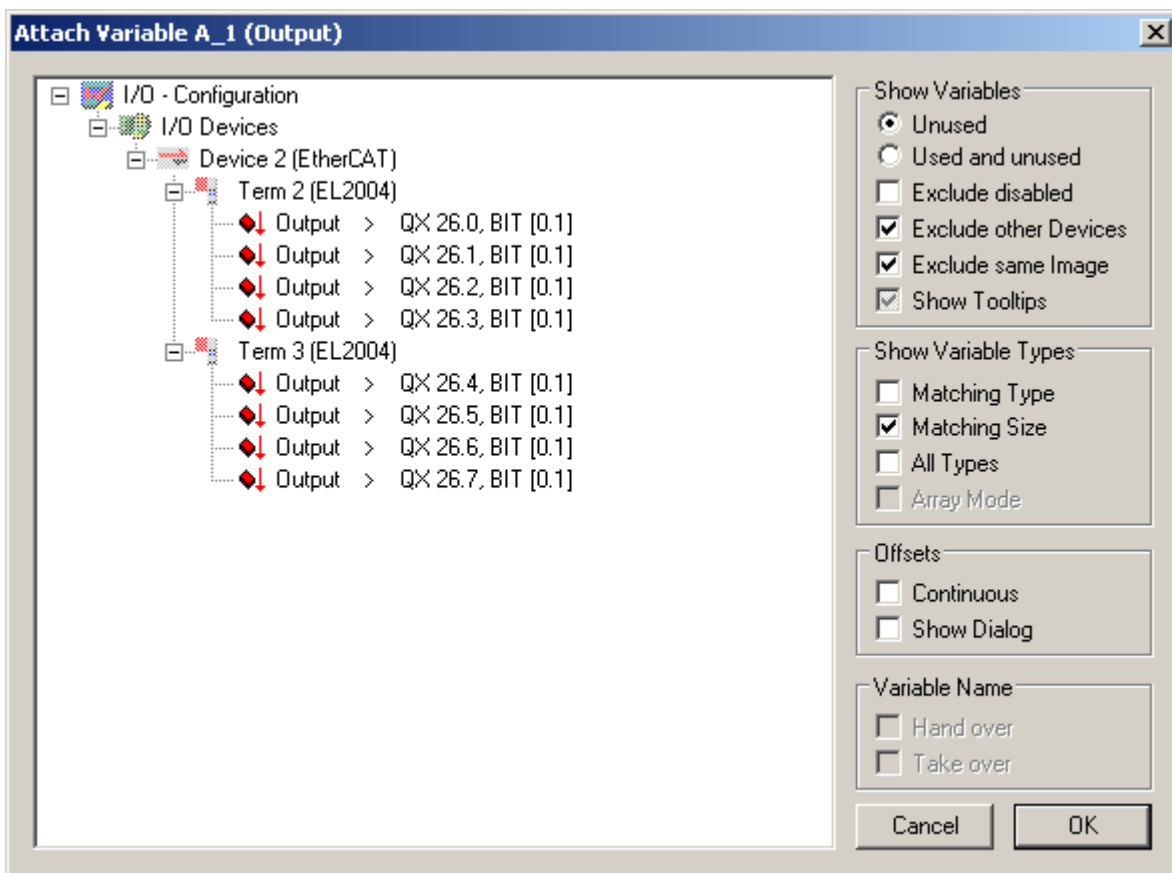 Attach Variable A_1 (Output)
I/O - Configuration
I/O Devices
Device 2 (EtherCAT)
Term 2 (EL2004)
Output > QX 26.0, BIT [0.1]
Output > QX 26.1, BIT [0.1]
Output > QX 26.2, BIT [0.1]
Output > QX 26.3, BIT [0.1]
Term 3 (EL2004)
Output > QX 26.4, BIT [0.1]
Output > QX 26.5, BIT [0.1]
Output > QX 26.6, BIT [0.1]
Output > QX 26.7, BIT [0.1]
Show Variables
Unused
Used and unused
Exclude disabled
Exclude other Devices
Exclude same Image
Show Tooltips
Show Variable Types
Matching Type
Matching Size
All Types
Array Mode
Offsets
Continuous
Show Dialog
Variable Name
Hand over
Take over
Cancel OK